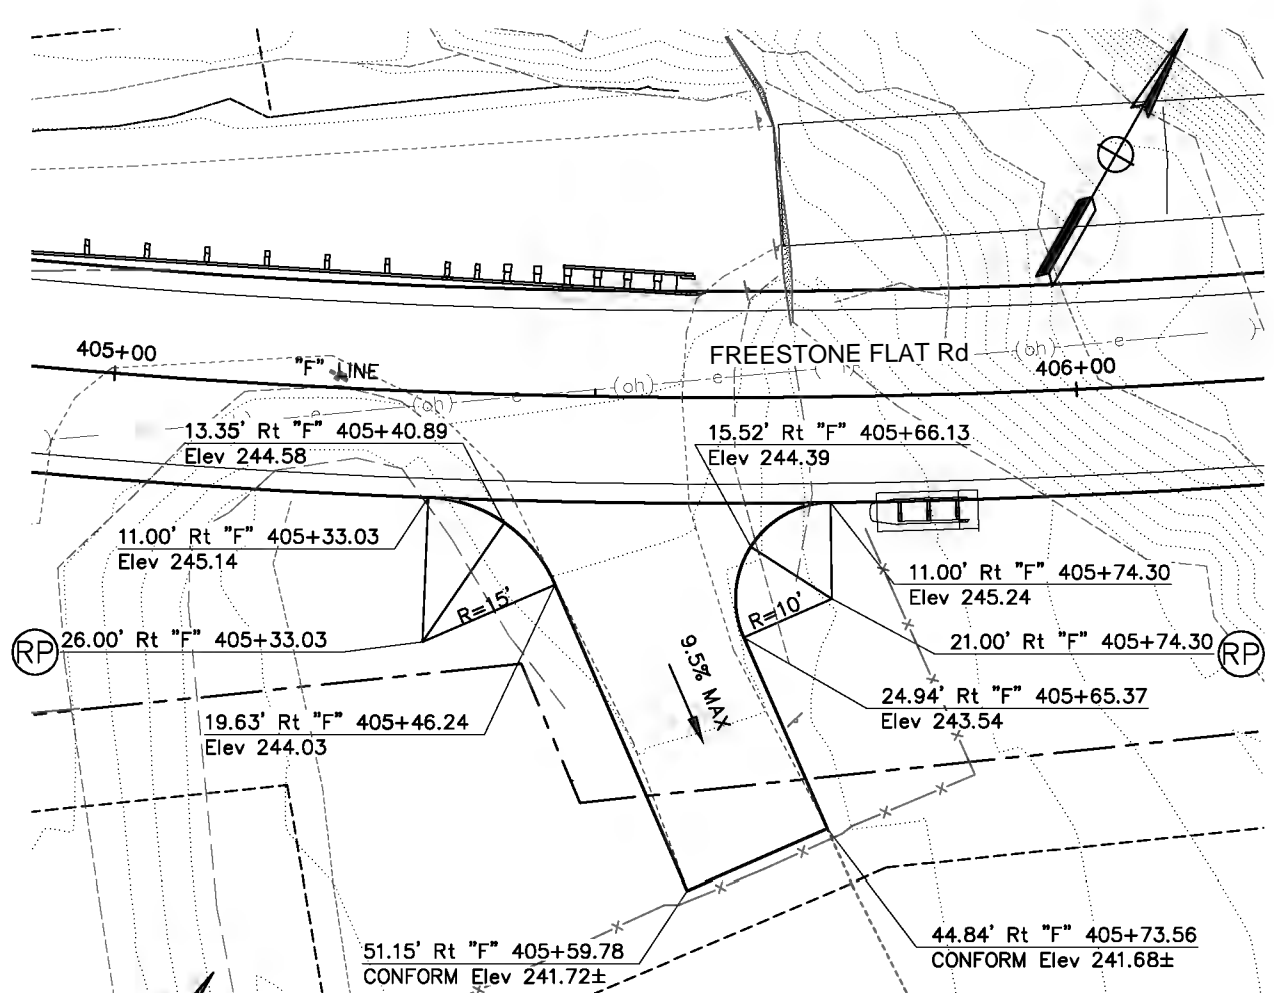 405+00
"F" LINE
FREESTONE FLAT Rd
(oh)
e
)
406+00
e
(oh)
e
(oh)
e
(
13.35' Rt "F" 405+40.89
Elev 244.58
15.52' Rt "F" 405+66.13
Elev 244.39
11.00' Rt "F" 405+33.03
Elev 245.14
11.00' Rt "F" 405+74.30
Elev 245.24
R=15'
R=10'
RP
26.00' Rt "F" 405+33.03
21.00' Rt "F" 405+74.30
RP
9.5% MAX
24.94' Rt "F" 405+65.37
Elev 243.54
19.63' Rt "F" 405+46.24
Elev 244.03
51.15' Rt "F" 405+59.78
CONFORM Elev 241.72±
44.84' Rt "F" 405+73.56
CONFORM Elev 241.68±